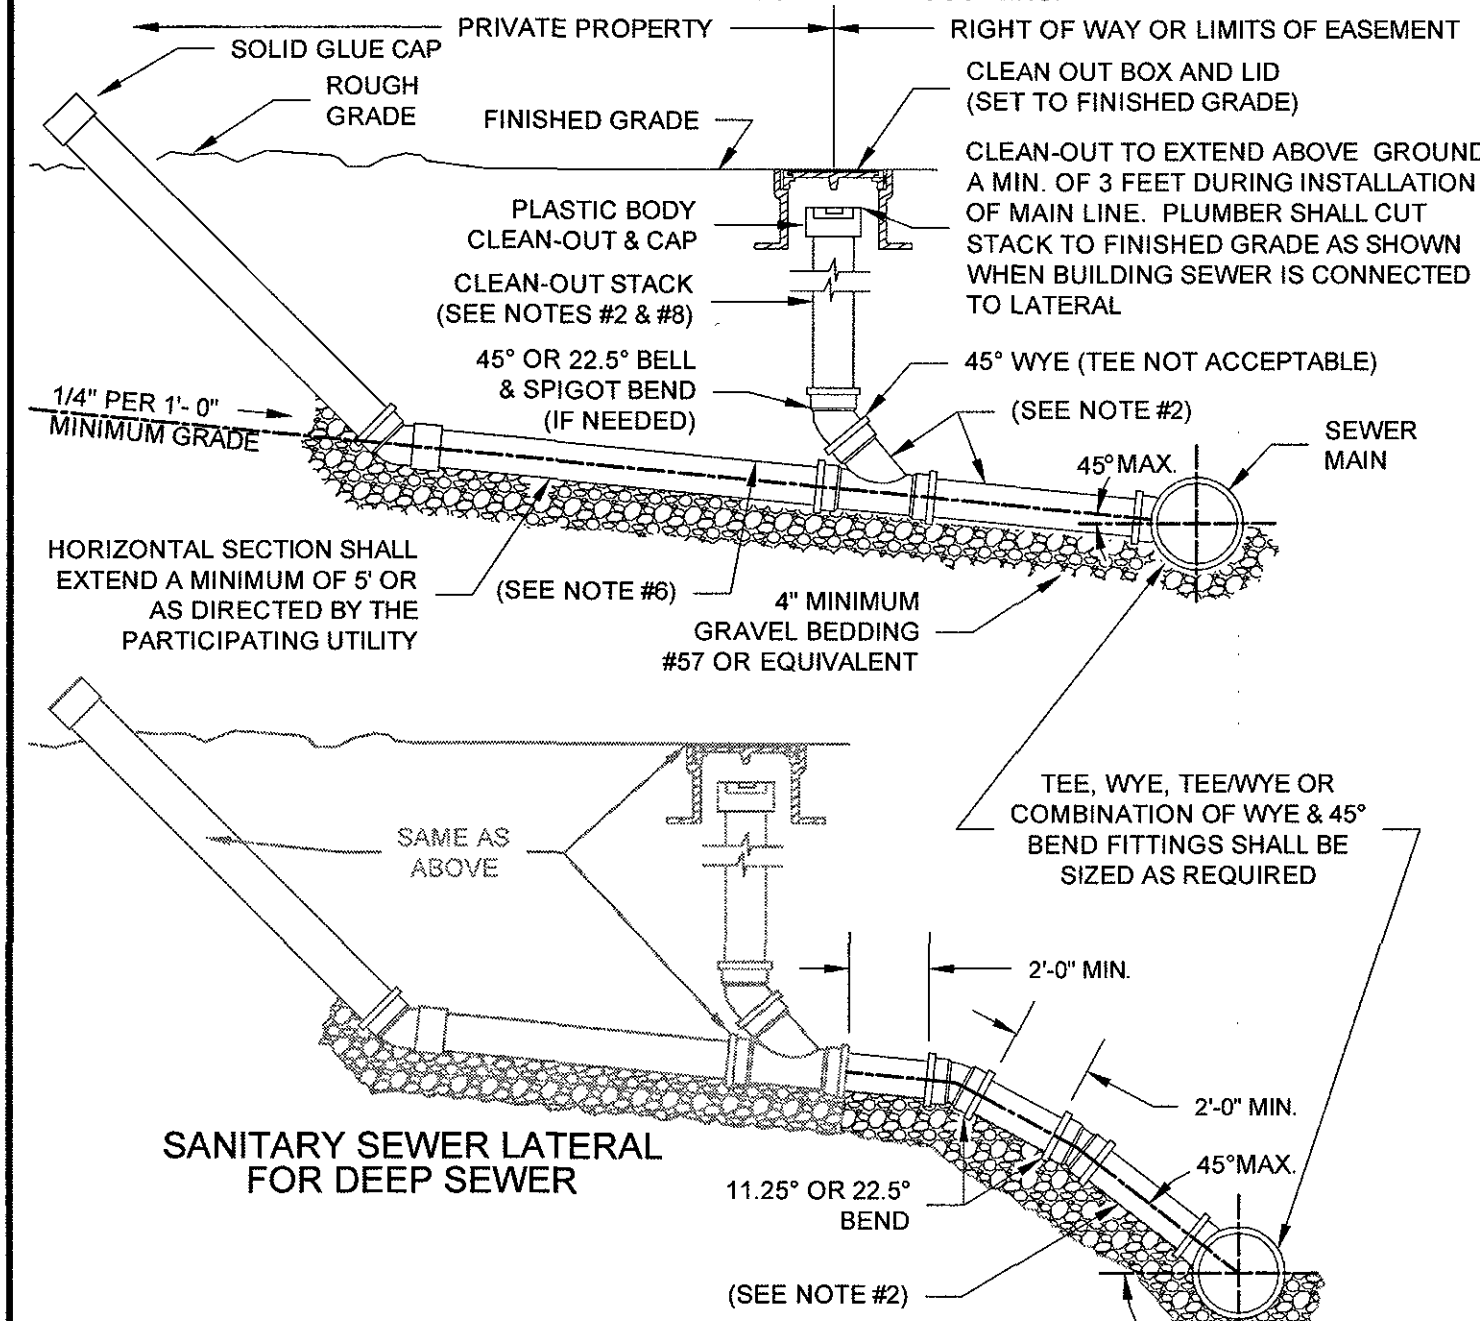 PRIVATE PROPERTY
RIGHT OF WAY OR LIMITS OF EASEMENT
SOLID GLUE CAP
ROUGH
GRADE
FINISHED GRADE
CLEAN OUT BOX AND LID
(SET TO FINISHED GRADE)
CLEAN-OUT TO EXTEND ABOVE GROUND
A MIN. OF 3 FEET DURING INSTALLATION
OF MAIN LINE. PLUMBER SHALL CUT
STACK TO FINISHED GRADE AS SHOWN
WHEN BUILDING SEWER IS CONNECTED
TO LATERAL
PLASTIC BODY
CLEAN-OUT & CAP
CLEAN-OUT STACK
(SEE NOTES #2 & #8)
45° OR 22.5° BELL
& SPIGOT BEND
(IF NEEDED)
45° WYE (TEE NOT ACCEPTABLE)
(SEE NOTE #2)
1/4" PER 1'- 0"
MINIMUM GRADE
SEWER
MAIN
45° MAX.
HORIZONTAL SECTION SHALL
EXTEND A MINIMUM OF 5' OR
AS DIRECTED BY THE
PARTICIPATING UTILITY
(SEE NOTE #6)
4" MINIMUM
GRAVEL BEDDING
#57 OR EQUIVALENT
TEE, WYE, TEE/WYE OR
COMBINATION OF WYE & 45°
BEND FITTINGS SHALL BE
SIZED AS REQUIRED
SAME AS
ABOVE
2'-0" MIN.
2'-0" MIN.
45°MAX.
SANITARY SEWER LATERAL
FOR DEEP SEWER
11.25° OR 22.5°
BEND
(SEE NOTE #2)